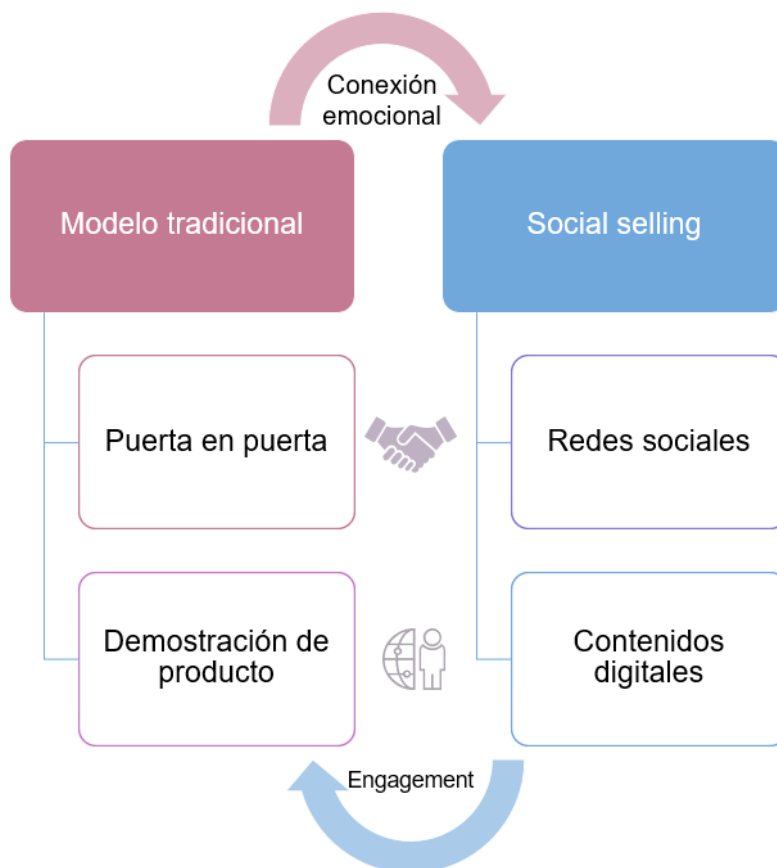 Conexión
emocional
Modelo tradicional
Social selling
Puerta en puerta
Redes sociales
Demostración de
producto
Contenidos
digitales
Engagement